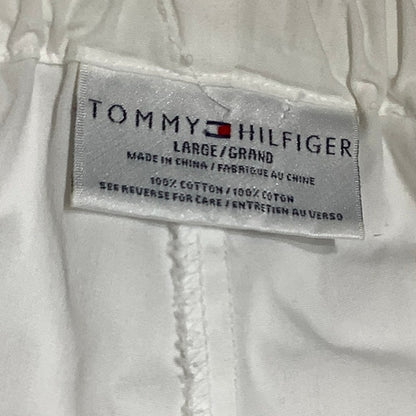 TOMMY HILFIGER
LARGE/GRAND
MADE IN CHINA / FABRIQUE AU CHINE
100% COTTON / 100% COTON
SEE REVERSE FOR CARE / ENTRETIEN AU VERSO